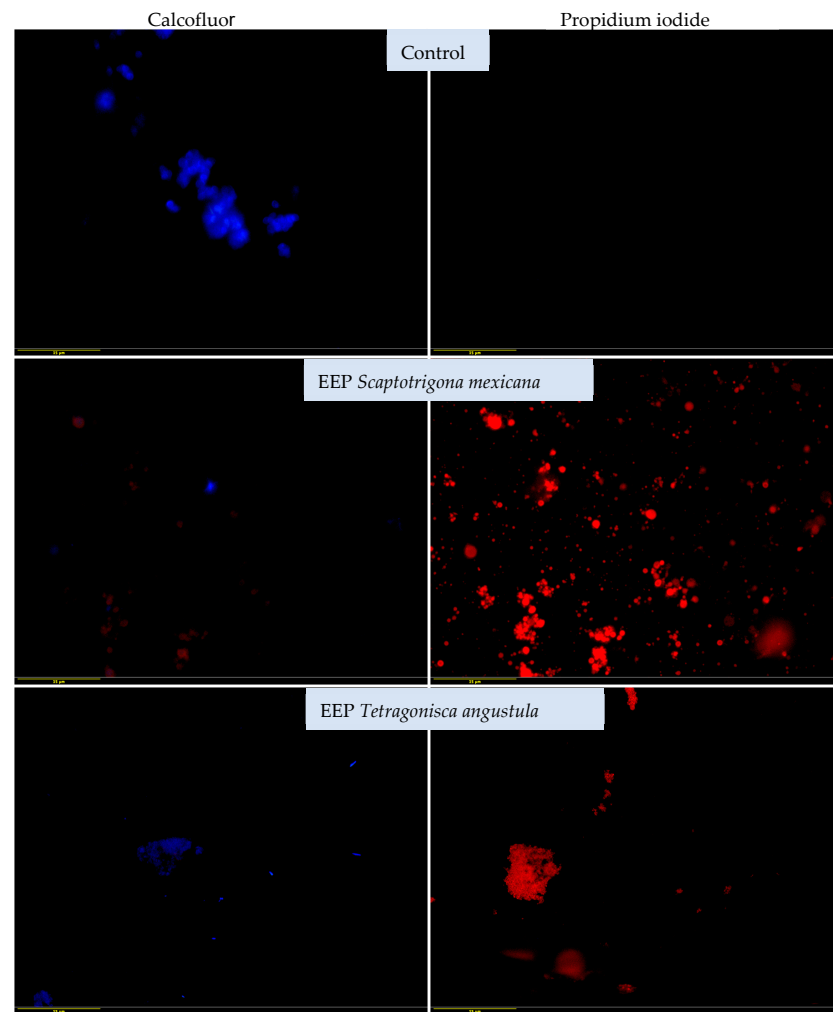 Calcofluor
Propidium iodide
Control
EEP Scaptotrigona mexicana
EEP Tetragonisca angustula